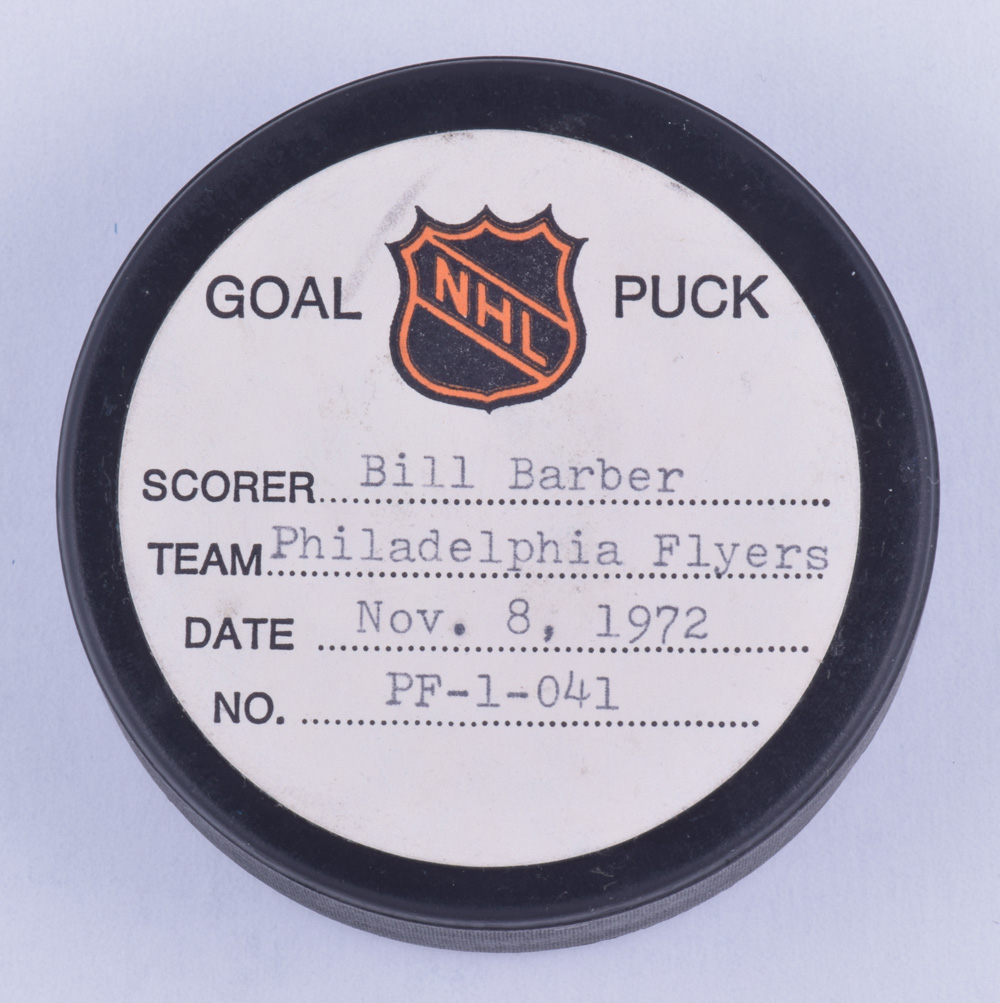 GOAL NHL PUCK
SCORER Bill Barber
TEAM Philadelphia Flyers
DATE Nov. 8, 1972
NO. PF-1-041